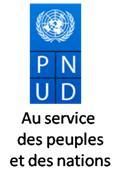 P N
U D
Au service
des peuples
et des nations